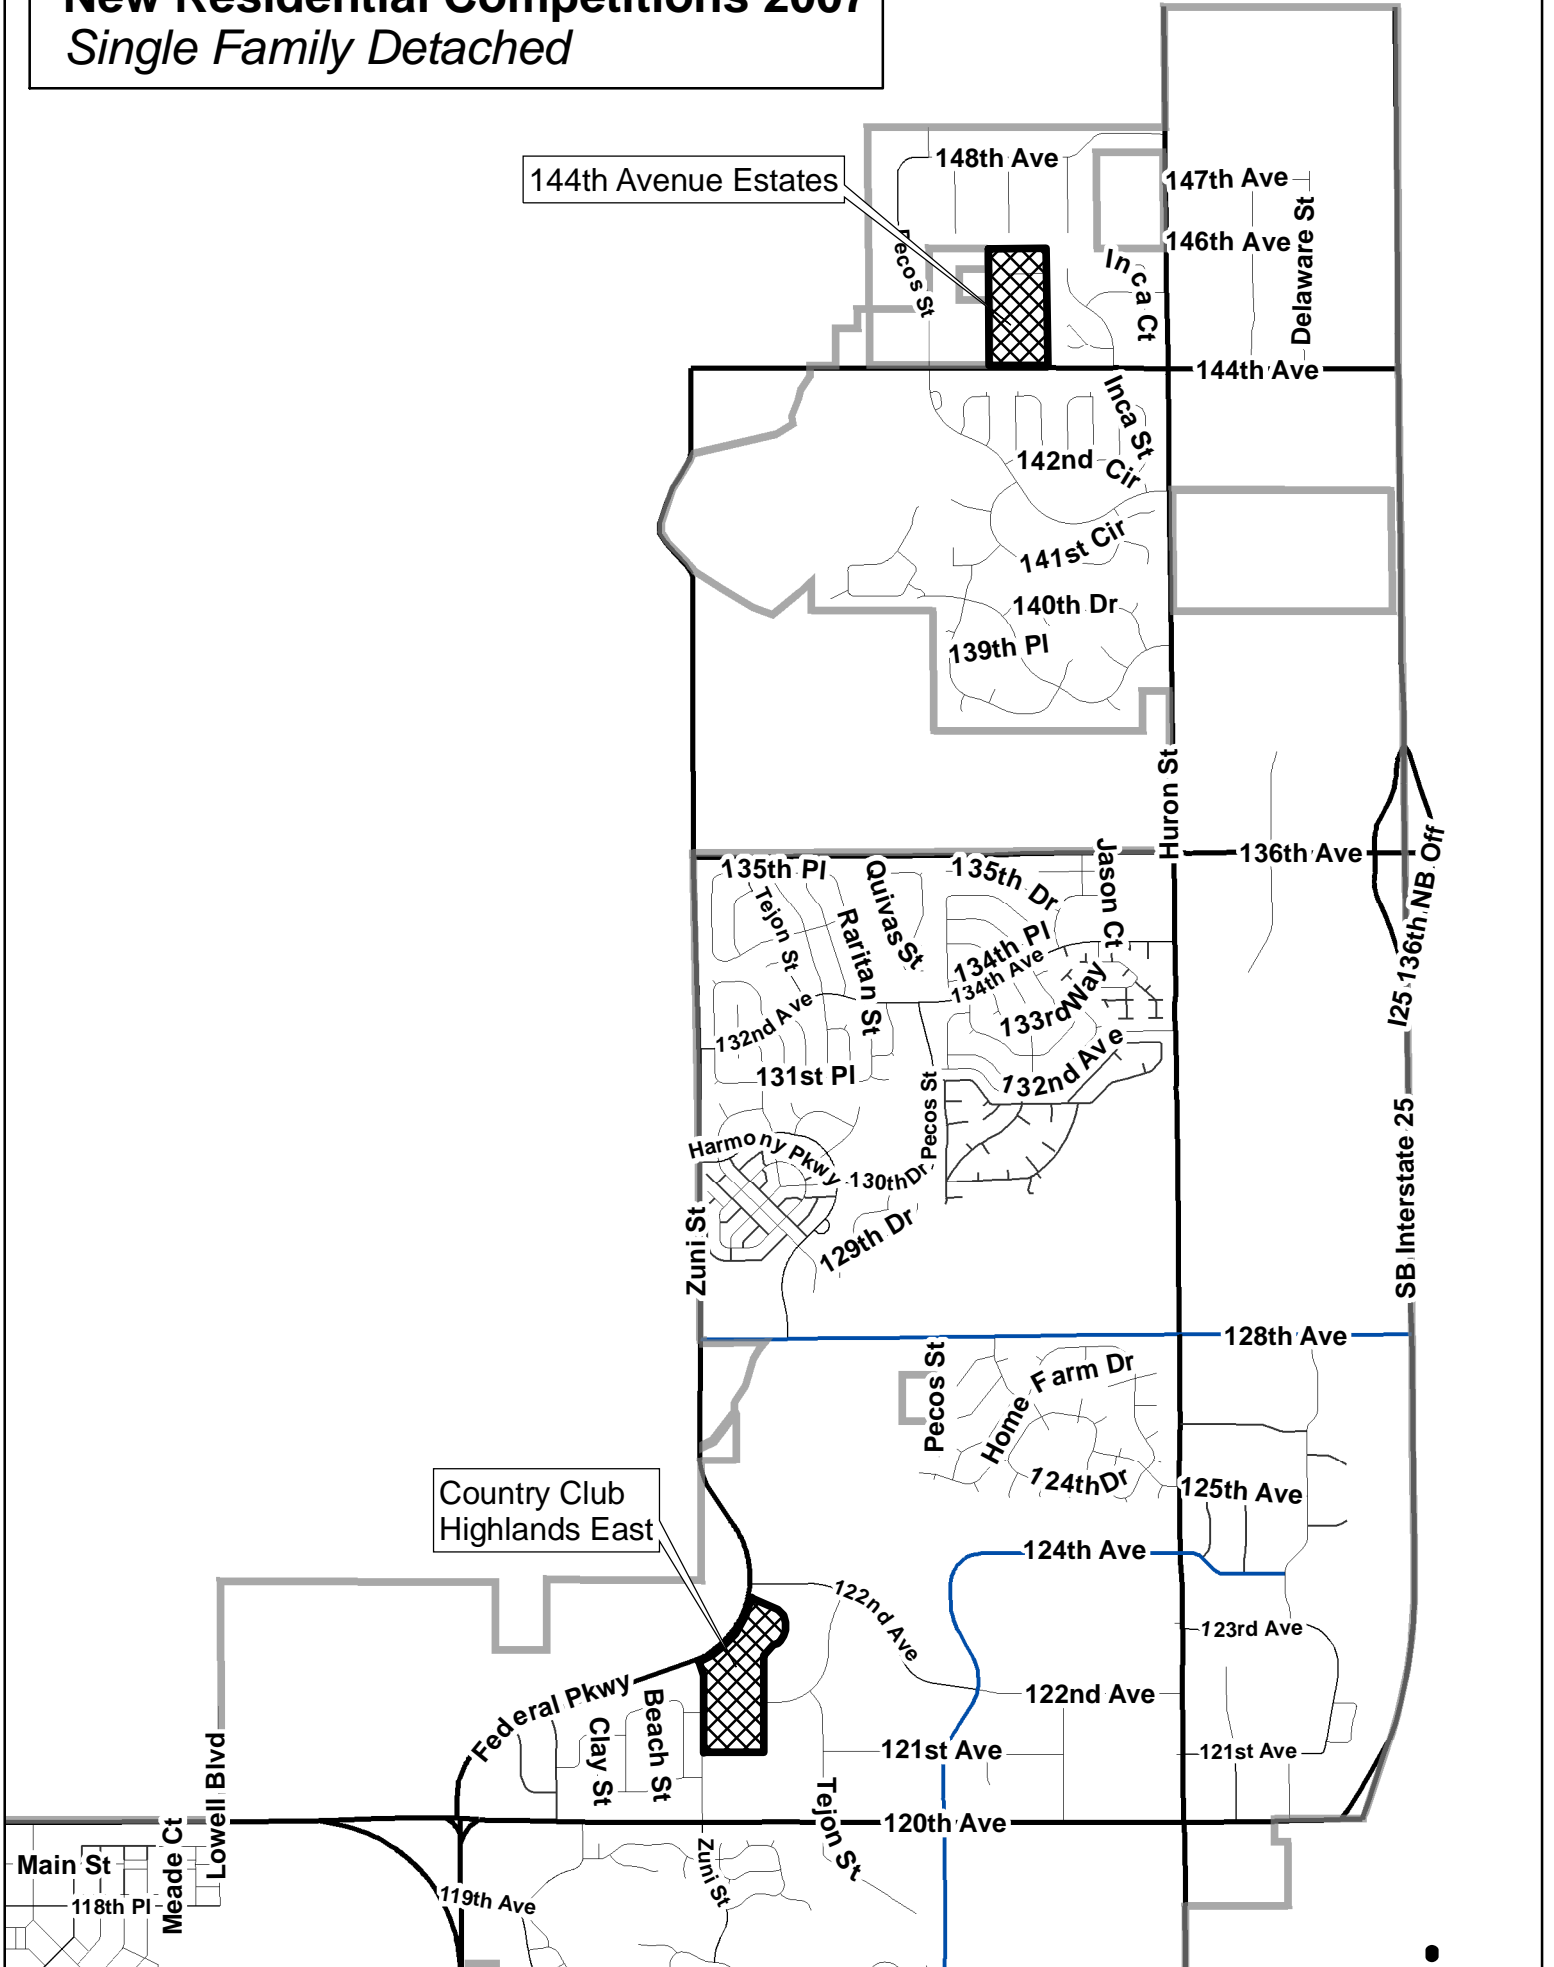 New Residential Competitions 2007
Single Family Detached
148th Ave
144th Avenue Estates
147th Ave
Delaware St
146th Ave
Pecos St
Inca Ct
144th Ave
Inca St
142nd Cir
141st Cir
140th Dr
139th Pl
Huron St
136th Ave
I25 136th NB Off
135th Pl
Quivas St
135th Dr
Jason Ct
Tejon St
Raritan St
134th Pl
134th Ave
133rd Way
132nd Ave
132nd Ave
131st Pl
Pecos St
SB Interstate 25
Harmony Pkwy
130th Dr
129th Dr
Zuni St
128th Ave
Pecos St
Farm Dr
Home
124th Dr
125th Ave
Country Club
Highlands East
124th Ave
122nd Ave
123rd Ave
122nd Ave
Federal Pkwy
Beach St
Clay St
121st Ave
121st Ave
Lowell Blvd
Tejon St
120th Ave
Meade Ct
Main St
Zuni St
118th Pl
119th Ave